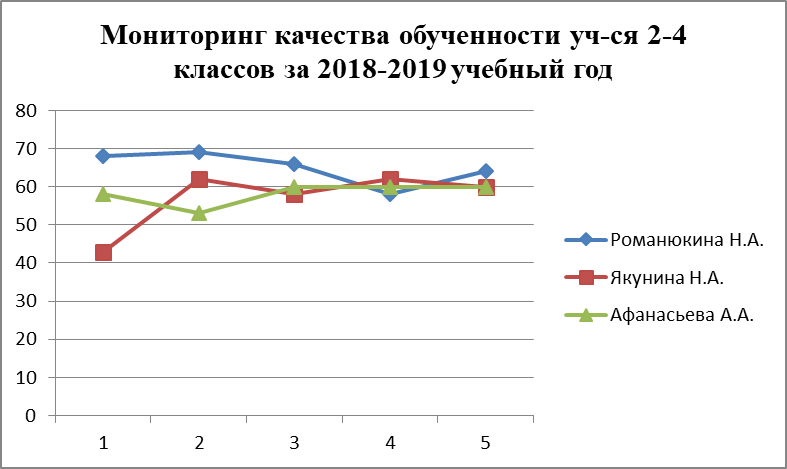 Мониторинг качества обученности уч-ся 2-4
классов за 2018-2019 учебный год
80
70
60
50
40
30
20
10
0
1 2 3 4 5
Романюкина Н.А.
Якунина Н.А.
Афанасьева А.А.